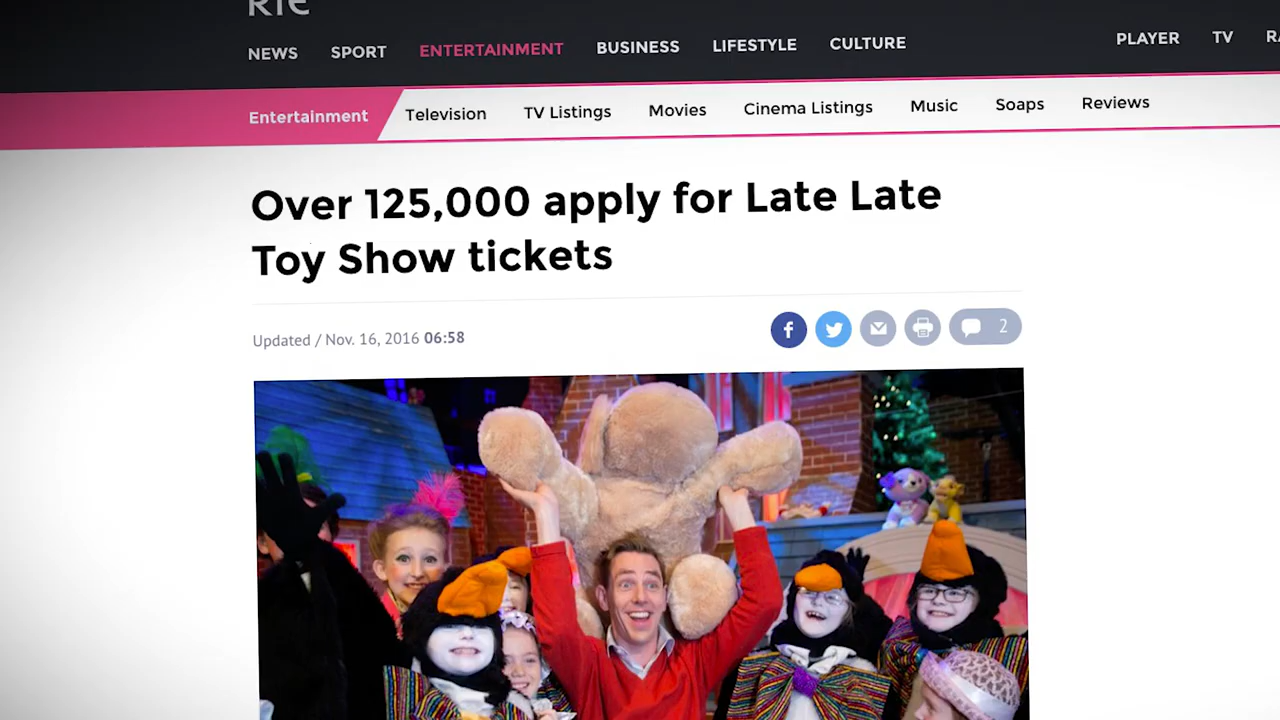 RTÉ
NEWS SPORT ENTERTAINMENT BUSINESS LIFESTYLE CULTURE PLAYER TV
Entertainment Television TV Listings Movies Cinema Listings Music Soaps Reviews
Over 125,000 apply for Late Late
Toy Show tickets
Updated / Nov. 16, 2016 06:58
2